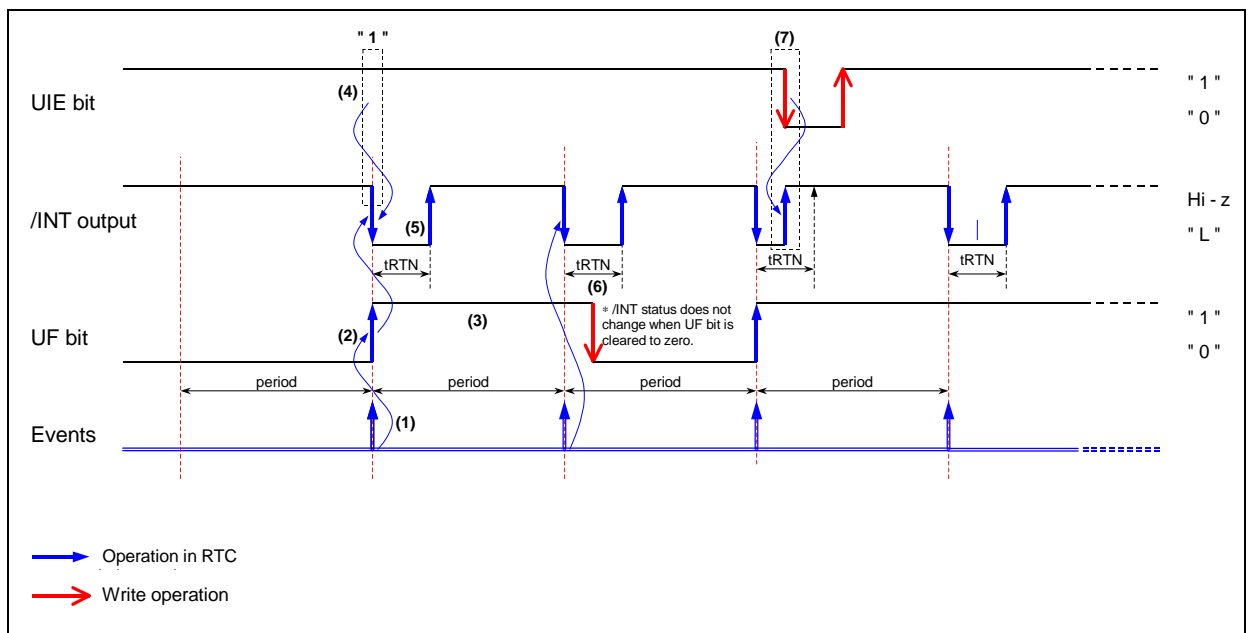 " 1 "
(7)
UIE bit
(4)
" 1 "
" 0 "
/INT output
(5)
Hi - z
" L "
tRTN
tRTN
tRTN
tRTN
(6)
UF bit
(2)
(3)
* /INT status does not
change when UF bit is
cleared to zero.
" 1 "
" 0 "
period
period
period
period
Events
(1)
Operation in RTC
Write operation